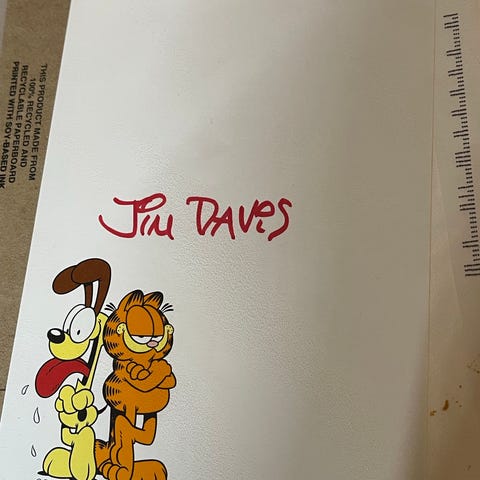 THIS PRODUCT MADE FROM
100% RECYCLED AND
RECYCLABLE PAPERBOARD
PRINTED WITH SOY-BASED INK
JIM DAVIS